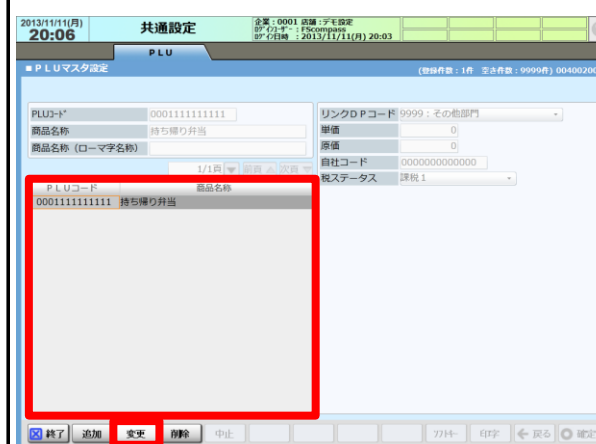 2013/11/11(月)
20:06
共通設定
企業：0001 店舗：デモ設定
ﾛｸﾞｲﾝﾕｰｻﾞｰ：FScompass
ﾛｸﾞｲﾝ日時：2013/11/11(月) 20:03
PLU
■PLUマスタ設定
(登録件数：1件 空き件数：9999件) 0040020
PLUｺｰﾄﾞ 0001111111111
商品名称 持ち帰り弁当
商品名称（ローマ字名称）
リンクDPコード 9999：その他部門
単価 0
原価 0
自社コード 0000000000000
税ステータス 課税1
1/1頁 ▼ 前頁 △ 次頁 ▽
PLUコード 商品名称
0001111111111 持ち帰り弁当
終了 追加 変更 削除 中止 ｿﾌﾄｷｰ 印字 戻る 確定